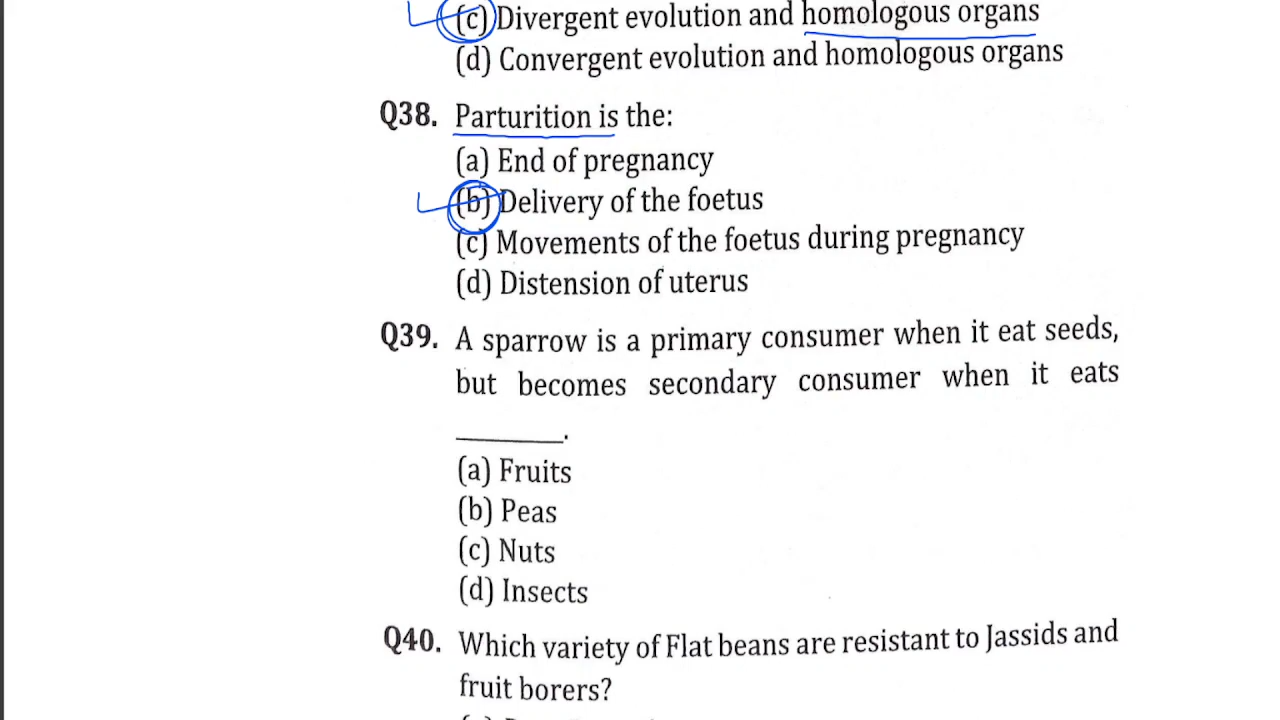 (c) Divergent evolution and homologous organs
(d) Convergent evolution and homologous organs
Q38. Parturition is the:
(a) End of pregnancy
(b) Delivery of the foetus
(c) Movements of the foetus during pregnancy
(d) Distension of uterus
Q39. A sparrow is a primary consumer when it eat seeds,
but becomes secondary consumer when it eats
________.
(a) Fruits
(b) Peas
(c) Nuts
(d) Insects
Q40. Which variety of Flat beans are resistant to Jassids and
fruit borers?